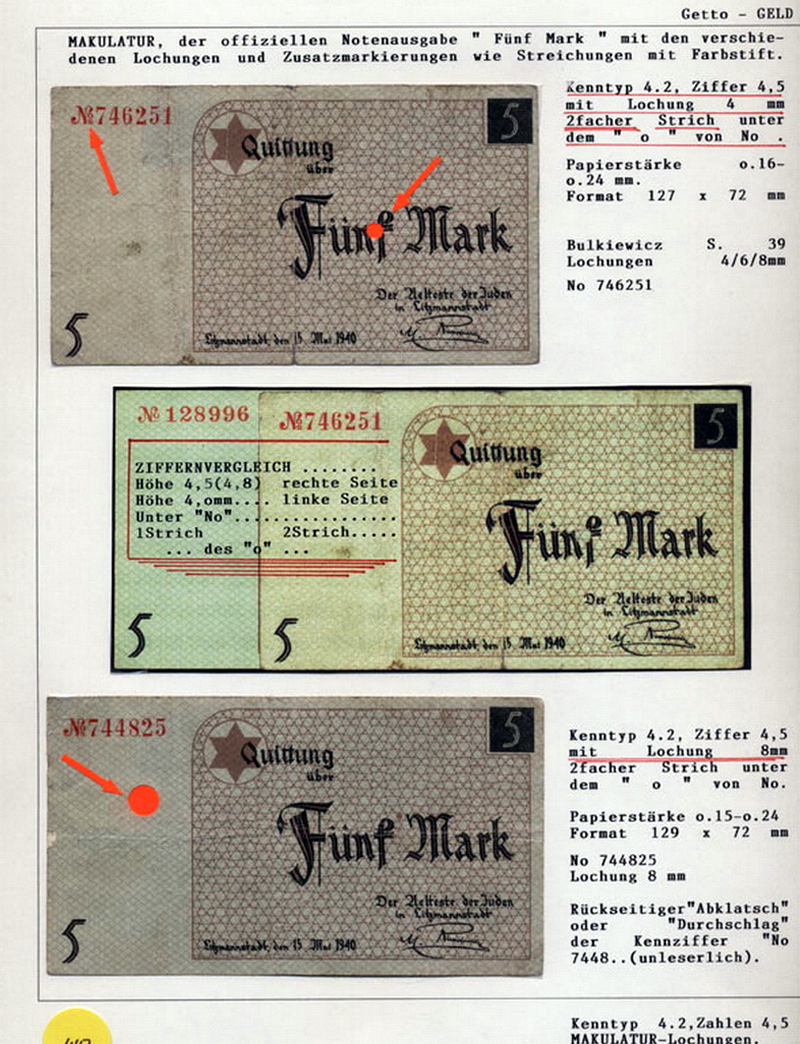 Getto - GELD
MAKULATUR, der offiziellen Notenausgabe " Fünf Mark " mit den verschie-
denen Lochungen und Zusatzmarkierungen wie Streichungen mit Farbstift.
№746251
5
Quittung
über
Fünf Mark
Der Aelteste der Juden
in Litzmannstadt
5
Litzmannstadt, den 15. Mai 1940
Kenntyp 4.2, Ziffer 4,5
mit Lochung 4 mm
2facher Strich unter
dem " o " von No .
Papierstärke o.16-
o.24 mm.
Format 127 x 72 mm
Bulkiewicz S. 39
Lochungen 4/6/8mm
No 746251
№ 128996
№746251
5
ZIFFERNVERGLEICH ........
Höhe 4,5(4,8) rechte Seite
Höhe 4,omm.... linke Seite
Unter "No"..................
1Strich 2Strich.....
... des "o" ...
Quittung
über
Fünf Mark
Der Aelteste der Juden
in Litzmannstadt
5
5
Litzmannstadt, den 15. Mai 1940
№744825
5
Quittung
über
Fünf Mark
Der Aelteste der Juden
in Litzmannstadt
5
Litzmannstadt, den 15. Mai 1940
Kenntyp 4.2, Ziffer 4,5
mit Lochung 8mm
2facher Strich unter
dem " o " von No.
Papierstärke o.15-o.24
Format 129 x 72 mm
No 744825
Lochung 8 mm
Rückseitiger"Abklatsch"
oder "Durchschlag"
der Kennziffer "No
7448..(unleserlich).
Kenntyp 4.2,Zahlen 4,5
MAKULATUR-Lochungen.